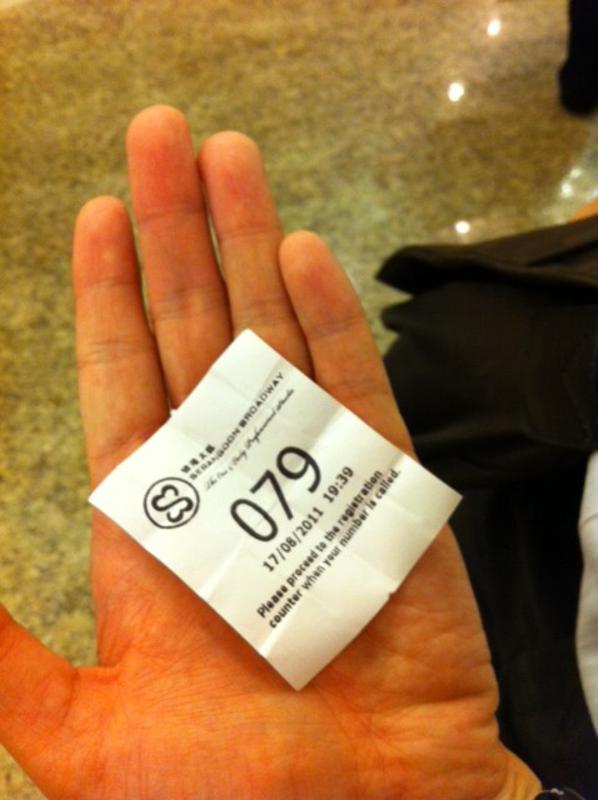 SERANGOON BROADWAY
The One & Only Professional Studio
079
17/08/2011 19:39
Please proceed to the registration
counter when your number is called.